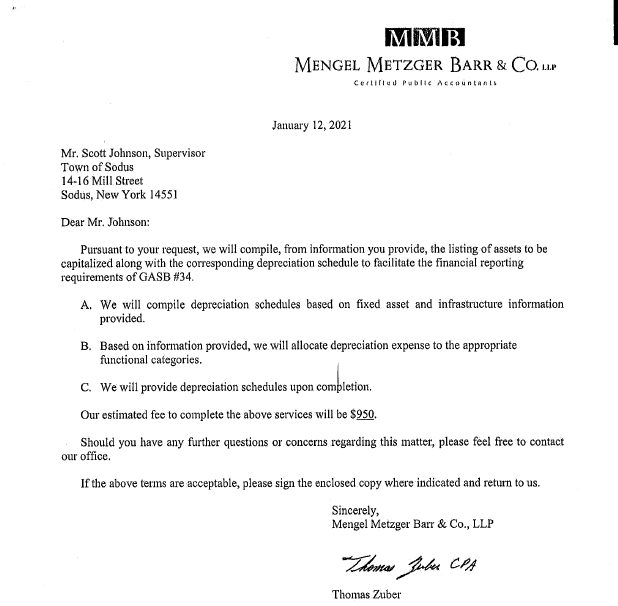 MMB
MENGEL METZGER BARR & CO. LLP
Certified Public Accountants
January 12, 2021
Mr. Scott Johnson, Supervisor
Town of Sodus
14-16 Mill Street
Sodus, New York 14551
Dear Mr. Johnson:
Pursuant to your request, we will compile, from information you provide, the listing of assets to be
capitalized along with the corresponding depreciation schedule to facilitate the financial reporting
requirements of GASB #34.
A. We will compile depreciation schedules based on fixed asset and infrastructure information
provided.
B. Based on information provided, we will allocate depreciation expense to the appropriate
functional categories.
C. We will provide depreciation schedules upon completion.
Our estimated fee to complete the above services will be $950.
Should you have any further questions or concerns regarding this matter, please feel free to contact
our office.
If the above terms are acceptable, please sign the enclosed copy where indicated and return to us.
Sincerely,
Mengel Metzger Barr & Co., LLP
Thomas Zuber CPA
Thomas Zuber